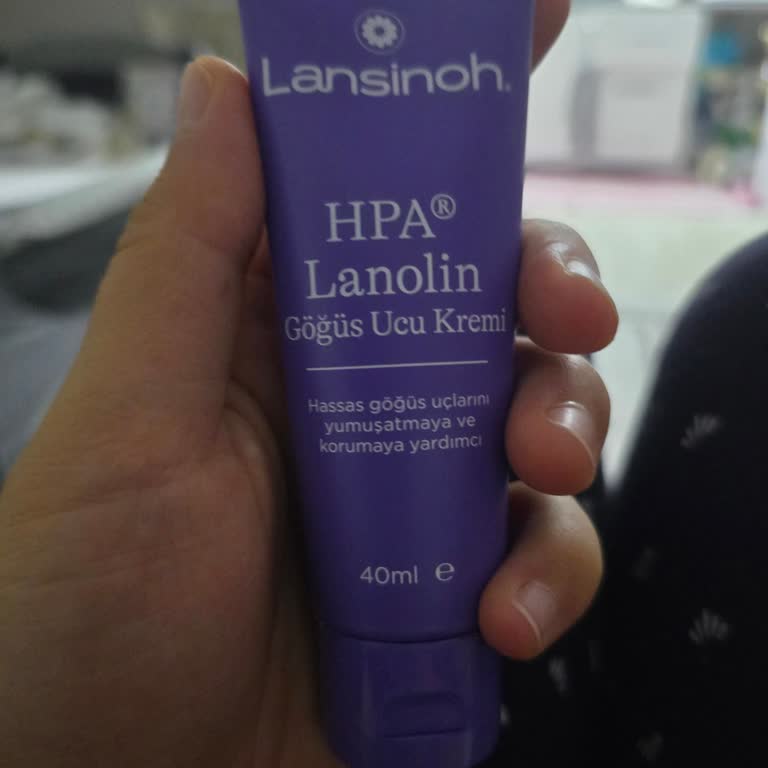 Lansinoh®
HPA®
Lanolin
Göğüs Ucu Kremi
Hassas göğüs uçlarını
yumuşatmaya ve
korumaya yardımcı
40ml ℮